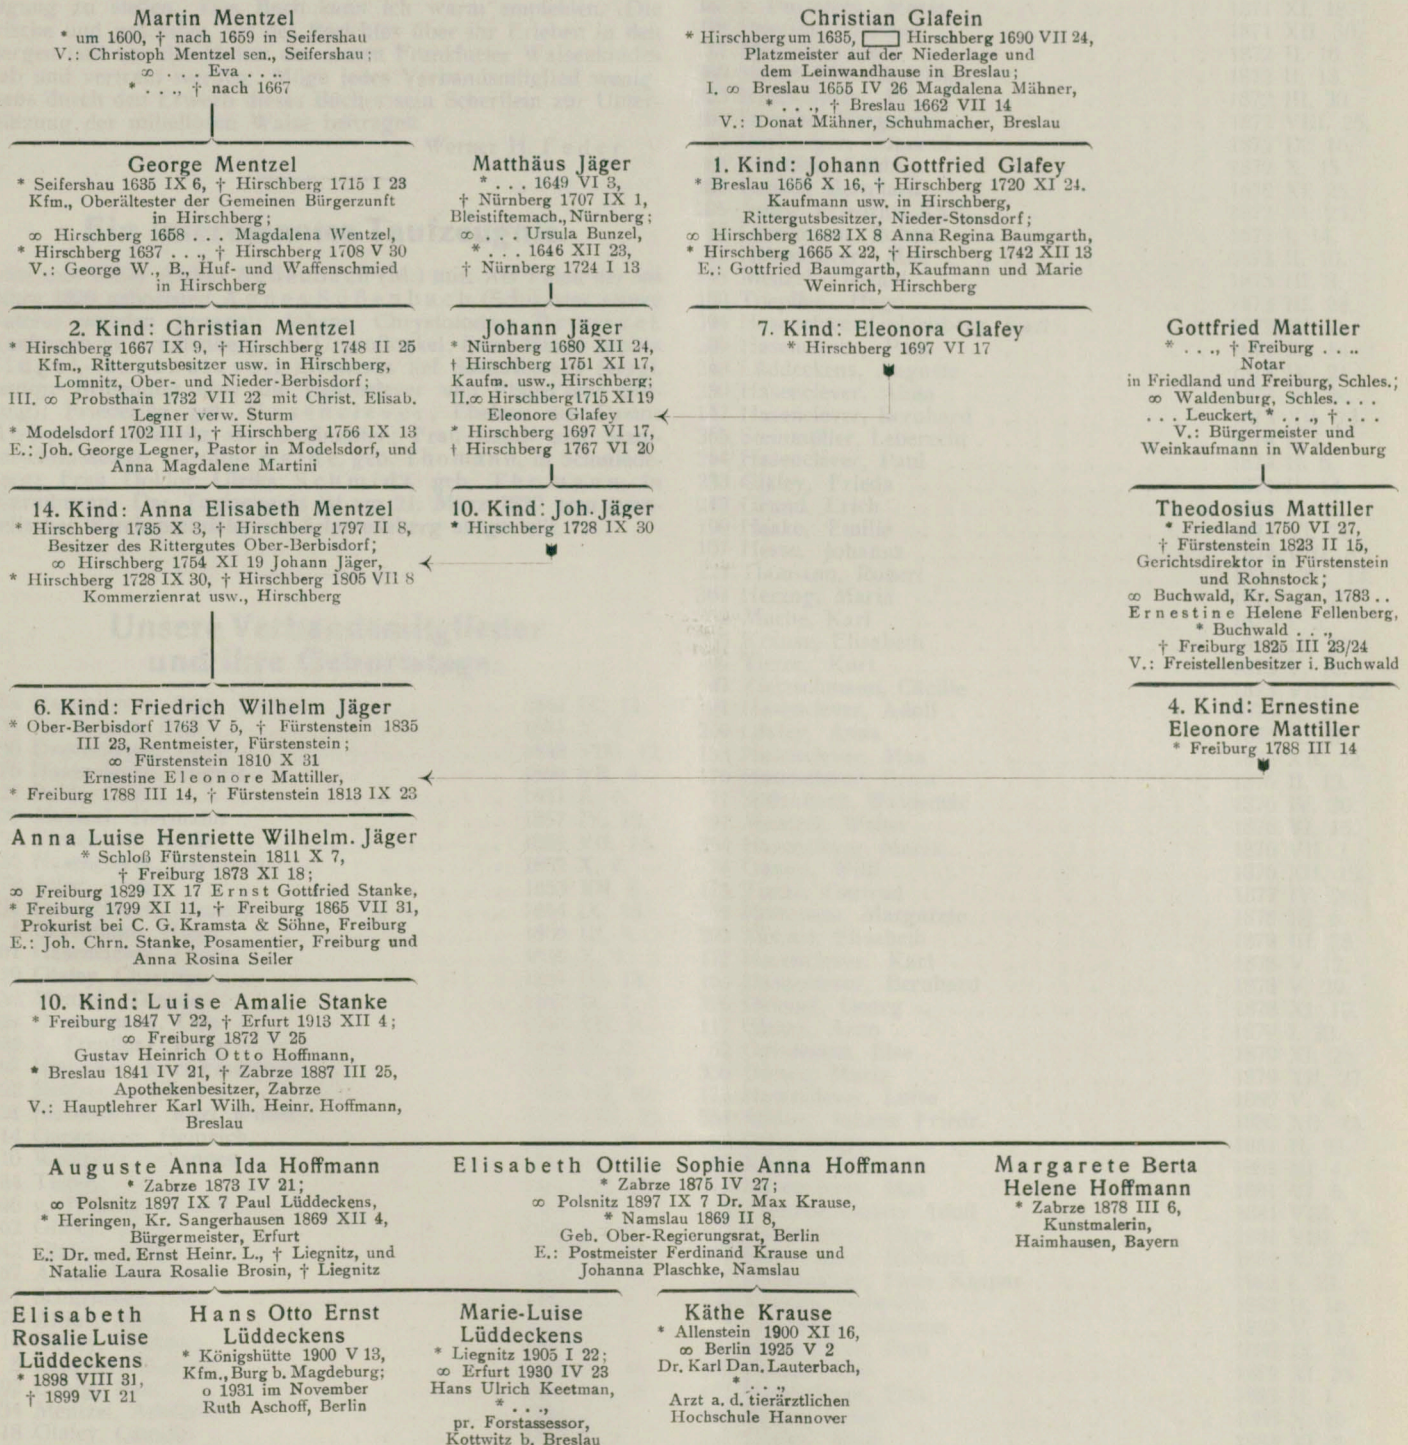 Martin Mentzel
* um 1600, † nach 1659 in Seifershau
V.: Christoph Mentzel sen., Seifershau;
∞ . . . Eva . . ..
* . . ., † nach 1667
Christian Glafein
* Hirschberg um 1635, ▭ Hirschberg 1690 VII 24,
Platzmeister auf der Niederlage und
dem Leinwandhause in Breslau;
I. ∞ Breslau 1655 IV 26 Magdalena Mähner,
* . . ., † Breslau 1662 VII 14
V.: Donat Mähner, Schuhmacher, Breslau
George Mentzel
* Seifershau 1635 IX 6, † Hirschberg 1715 I 23
Kfm., Oberältester der Gemeinen Bürgerzunft
in Hirschberg;
∞ Hirschberg 1658 . . . Magdalena Wentzel,
* Hirschberg 1637 . . ., † Hirschberg 1708 V 30
V.: George W., B., Huf- und Waffenschmied
in Hirschberg
Matthäus Jäger
* . . . 1649 VI 3,
† Nürnberg 1707 IX 1,
Bleistiftemach., Nürnberg;
∞ . . . Ursula Bunzel,
* . . . 1646 XII 23,
† Nürnberg 1724 I 13
1. Kind: Johann Gottfried Glafey
* Breslau 1656 X 16, † Hirschberg 1720 XI 24.
Kaufmann usw. in Hirschberg,
Rittergutsbesitzer, Nieder-Stonsdorf;
∞ Hirschberg 1682 IX 8 Anna Regina Baumgarth,
* Hirschberg 1665 X 22, † Hirschberg 1742 XII 13
E.: Gottfried Baumgarth, Kaufmann und Marie
Weinrich, Hirschberg
2. Kind: Christian Mentzel
* Hirschberg 1667 IX 9, † Hirschberg 1748 II 25
Kfm., Rittergutsbesitzer usw. in Hirschberg,
Lomnitz, Ober- und Nieder-Berbisdorf;
III. ∞ Probsthain 1732 VII 22 mit Christ. Elisab.
Legner verw. Sturm
* Modelsdorf 1702 III 1, † Hirschberg 1756 IX 13
E.: Joh. George Legner, Pastor in Modelsdorf, und
Anna Magdalene Martini
Johann Jäger
* Nürnberg 1680 XII 24,
† Hirschberg 1751 XI 17,
Kaufm. usw., Hirschberg;
II.∞ Hirschberg 1715 XI 19
Eleonore Glafey
* Hirschberg 1697 VI 17,
† Hirschberg 1767 VI 20
7. Kind: Eleonora Glafey
* Hirschberg 1697 VI 17
Gottfried Mattiller
* . . ., † Freiburg . . ..
Notar
in Friedland und Freiburg, Schles.;
∞ Waldenburg, Schles. . . .
. . . Leuckert, * . . ., † . . .
V.: Bürgermeister und
Weinkaufmann in Waldenburg
14. Kind: Anna Elisabeth Mentzel
* Hirschberg 1735 X 3, † Hirschberg 1797 II 8,
Besitzer des Rittergutes Ober-Berbisdorf;
∞ Hirschberg 1754 XI 19 Johann Jäger,
* Hirschberg 1728 IX 30, † Hirschberg 1805 VII 8
Kommerzienrat usw., Hirschberg
10. Kind: Joh. Jäger
* Hirschberg 1728 IX 30
Theodosius Mattiller
* Friedland 1750 VI 27,
† Fürstenstein 1823 II 15,
Gerichtsdirektor in Fürstenstein
und Rohnstock;
∞ Buchwald, Kr. Sagan, 1783 . .
Ernestine Helene Fellenberg,
* Buchwald . . .,
† Freiburg 1825 III 23/24
V.: Freistellenbesitzer i. Buchwald
6. Kind: Friedrich Wilhelm Jäger
* Ober-Berbisdorf 1763 V 5, † Fürstenstein 1835
III 23, Rentmeister, Fürstenstein;
∞ Fürstenstein 1810 X 31
Ernestine Eleonore Mattiller,
* Freiburg 1788 III 14, † Fürstenstein 1813 IX 23
4. Kind: Ernestine
Eleonore Mattiller
* Freiburg 1788 III 14
Anna Luise Henriette Wilhelm. Jäger
* Schloß Fürstenstein 1811 X 7,
† Freiburg 1873 XI 18;
∞ Freiburg 1829 IX 17 Ernst Gottfried Stanke,
* Freiburg 1799 XI 11, † Freiburg 1865 VII 31,
Prokurist bei C. G. Kramsta & Söhne, Freiburg
E.: Joh. Chrn. Stanke, Posamentier, Freiburg und
Anna Rosina Seiler
10. Kind: Luise Amalie Stanke
* Freiburg 1847 V 22, † Erfurt 1913 XII 4;
∞ Freiburg 1872 V 25
Gustav Heinrich Otto Hoffmann,
* Breslau 1841 IV 21, † Zabrze 1887 III 25,
Apothekenbesitzer, Zabrze
V.: Hauptlehrer Karl Wilh. Heinr. Hoffmann,
Breslau
Auguste Anna Ida Hoffmann
* Zabrze 1873 IV 21;
∞ Polsnitz 1897 IX 7 Paul Lüddeckens,
* Heringen, Kr. Sangerhausen 1869 XII 4,
Bürgermeister, Erfurt
E.: Dr. med. Ernst Heinr. L., † Liegnitz, und
Natalie Laura Rosalie Brosin, † Liegnitz
Elisabeth Ottilie Sophie Anna Hoffmann
* Zabrze 1875 IV 27;
∞ Polsnitz 1897 IX 7 Dr. Max Krause,
* Namslau 1869 II 8,
Geh. Ober-Regierungsrat, Berlin
E.: Postmeister Ferdinand Krause und
Johanna Plaschke, Namslau
Margarete Berta
Helene Hoffmann
* Zabrze 1878 III 6,
Kunstmalerin,
Haimhausen, Bayern
Elisabeth
Rosalie Luise
Lüddeckens
* 1898 VIII 31,
† 1899 VI 21
Hans Otto Ernst
Lüddeckens
* Königshütte 1900 V 13,
Kfm., Burg b. Magdeburg;
o 1931 im November
Ruth Aschoff, Berlin
Marie-Luise
Lüddeckens
* Liegnitz 1905 I 22;
∞ Erfurt 1930 IV 23
Hans Ulrich Keetman,
* . . .,
pr. Forstassessor,
Kottwitz b. Breslau
Käthe Krause
* Allenstein 1900 XI 16,
∞ Berlin 1925 V 2
Dr. Karl Dan. Lauterbach,
* . . .,
Arzt a. d. tierärztlichen
Hochschule Hannover